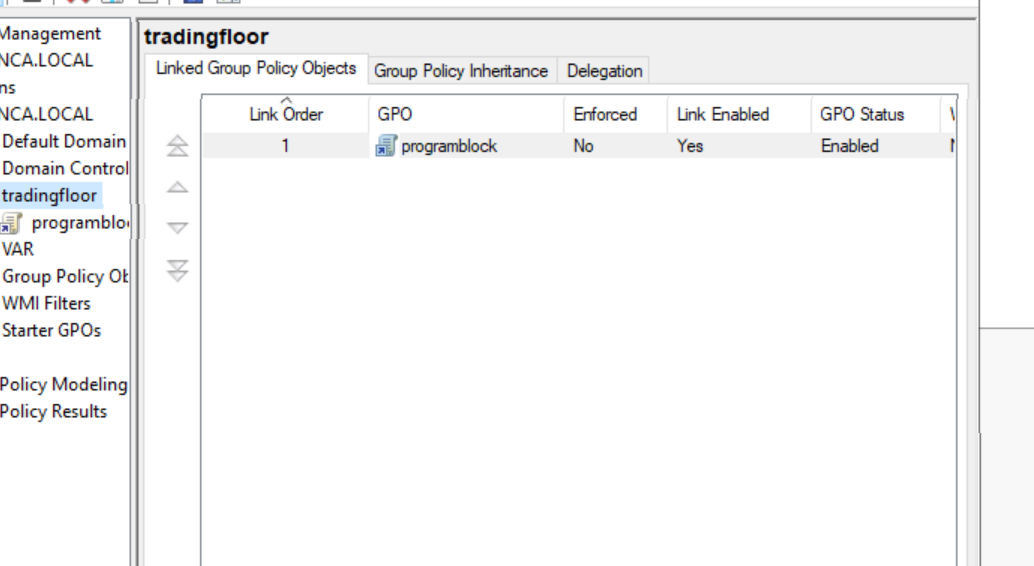 Management
NCA.LOCAL
ns
NCA.LOCAL
Default Domain
Domain Control
tradingfloor
programblo
VAR
Group Policy Ob
WMI Filters
Starter GPOs
Policy Modeling
Policy Results
tradingfloor
Linked Group Policy Objects Group Policy Inheritance Delegation
Link Order GPO Enforced Link Enabled GPO Status
1 programblock No Yes Enabled